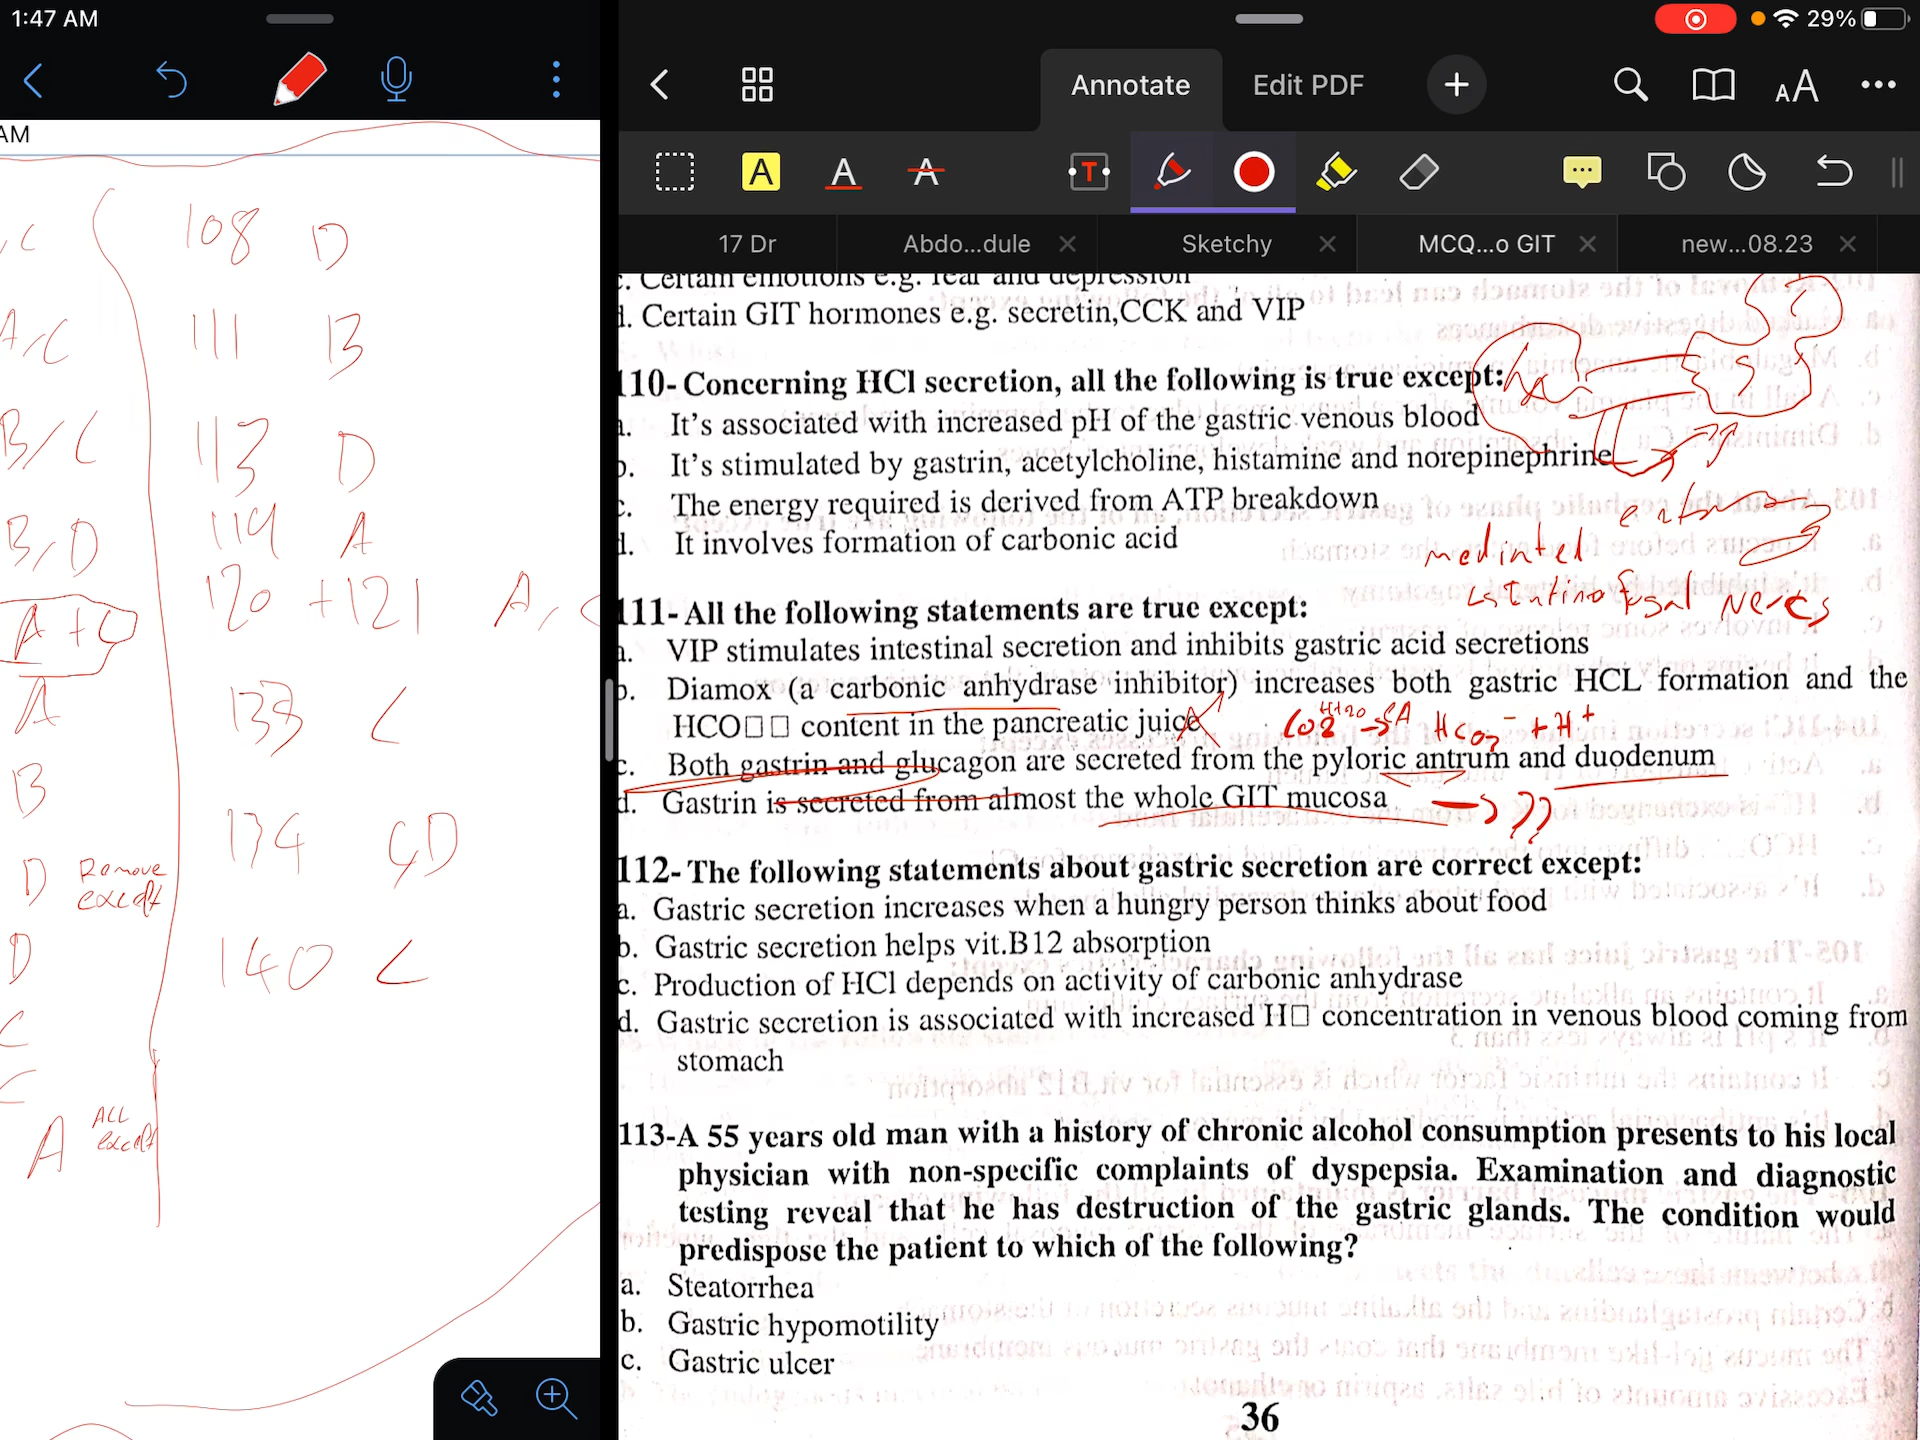 1:47 AM
29%
Annotate
Edit PDF
17 Dr
Abdo...dule
Sketchy
MCQ...o GIT
new...08.23
AM
108 D
A/C 111 B
B/C 113 D
B/D 114 A
A+C 120 +121 A,C
A 133 C
B
134 C/D
D Remove except
D 140 C
C
C
A ALL except
c. Certain emotions e.g. fear and depression
d. Certain GIT hormones e.g. secretin,CCK and VIP
110- Concerning HCl secretion, all the following is true except:
a. It's associated with increased pH of the gastric venous blood
b. It's stimulated by gastrin, acetylcholine, histamine and norepinephrine
c. The energy required is derived from ATP breakdown
d. It involves formation of carbonic acid
mediated
Nerves
111- All the following statements are true except:
a. VIP stimulates intestinal secretion and inhibits gastric acid secretions
b. Diamox (a carbonic anhydrase inhibitor) increases both gastric HCL formation and the
HCO□□ content in the pancreatic juice
CO2 + H2O → CA HCO3- + H+
c. Both gastrin and glucagon are secreted from the pyloric antrum and duodenum
d. Gastrin is secreted from almost the whole GIT mucosa → ??
112- The following statements about gastric secretion are correct except:
a. Gastric secretion increases when a hungry person thinks about food
b. Gastric secretion helps vit.B12 absorption
c. Production of HCl depends on activity of carbonic anhydrase
d. Gastric secretion is associated with increased H□ concentration in venous blood coming from
stomach
113-A 55 years old man with a history of chronic alcohol consumption presents to his local
physician with non-specific complaints of dyspepsia. Examination and diagnostic
testing reveal that he has destruction of the gastric glands. The condition would
predispose the patient to which of the following?
a. Steatorrhea
b. Gastric hypomotility
c. Gastric ulcer
36